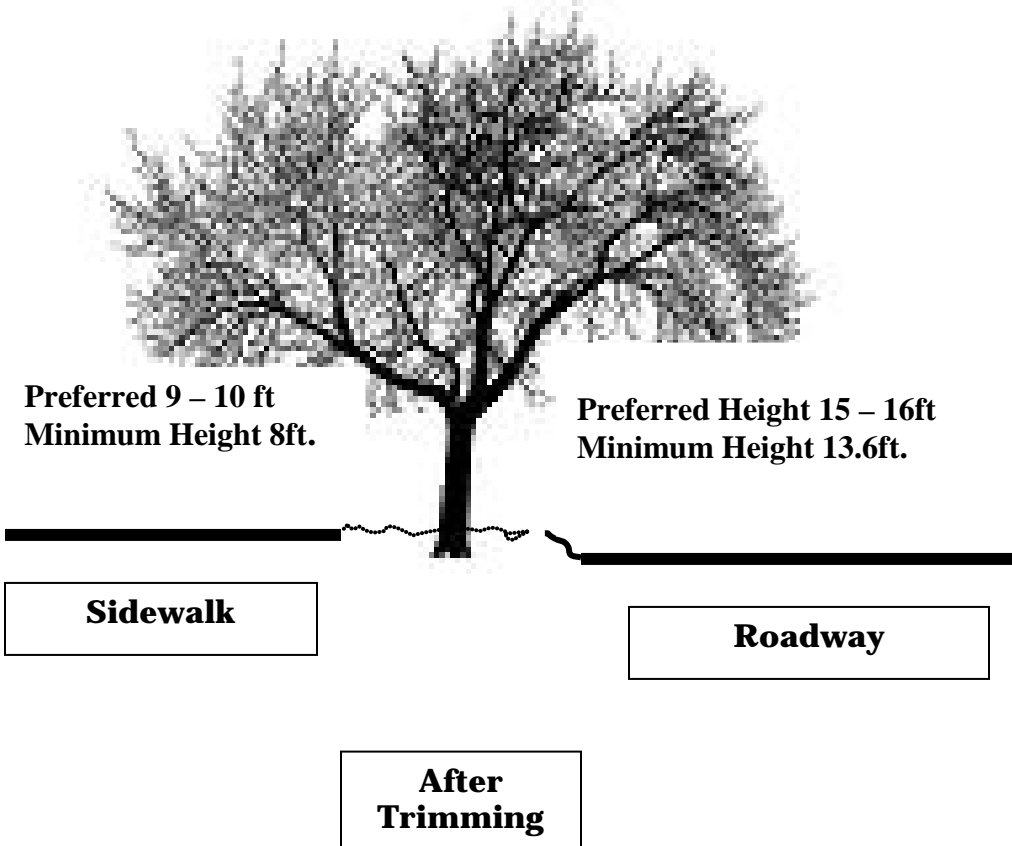 Preferred 9 – 10 ft
Minimum Height 8ft.
Preferred Height 15 – 16ft
Minimum Height 13.6ft.
Sidewalk
Roadway
After
Trimming